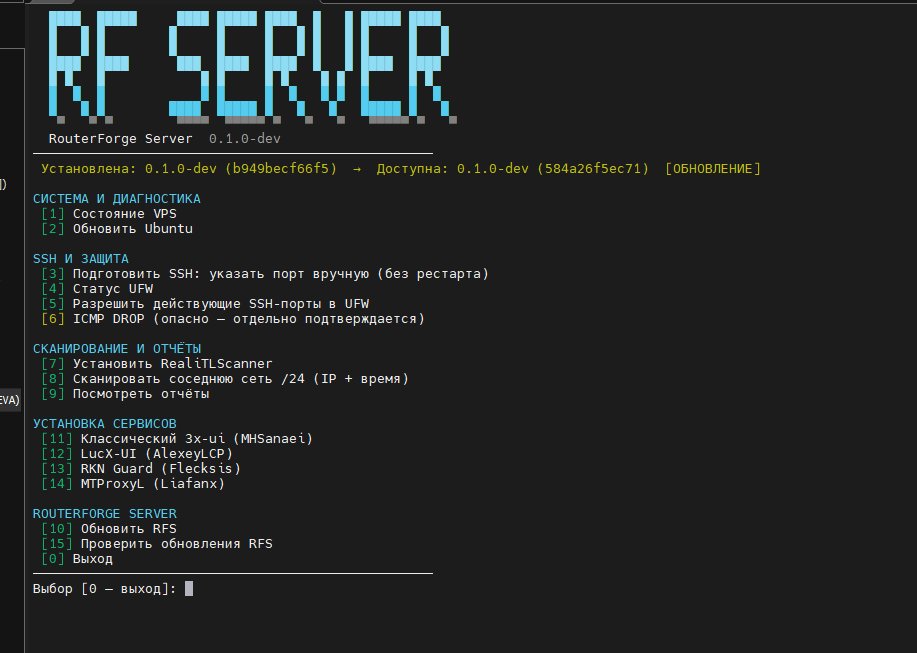 RF SERVER
RouterForge Server 0.1.0-dev
Установлена: 0.1.0-dev (b949becf66f5) → Доступна: 0.1.0-dev (584a26f5ec71) [ОБНОВЛЕНИЕ]
])
СИСТЕМА И ДИАГНОСТИКА
[1] Состояние VPS
[2] Обновить Ubuntu
SSH И ЗАЩИТА
[3] Подготовить SSH: указать порт вручную (без рестарта)
[4] Статус UFW
[5] Разрешить действующие SSH-порты в UFW
[6] ICMP DROP (опасно — отдельно подтверждается)
СКАНИРОВАНИЕ И ОТЧЁТЫ
[7] Установить RealiTLScanner
[8] Сканировать соседнюю сеть /24 (IP + время)
[9] Посмотреть отчёты
EVA)
УСТАНОВКА СЕРВИСОВ
[11] Классический 3x-ui (MHSanaei)
[12] LucX-UI (AlexeyLCP)
[13] RKN Guard (Flecksis)
[14] MTProxyL (Liafanx)
ROUTERFORGE SERVER
[10] Обновить RFS
[15] Проверить обновления RFS
[0] Выход
Выбор [0 — выход]: